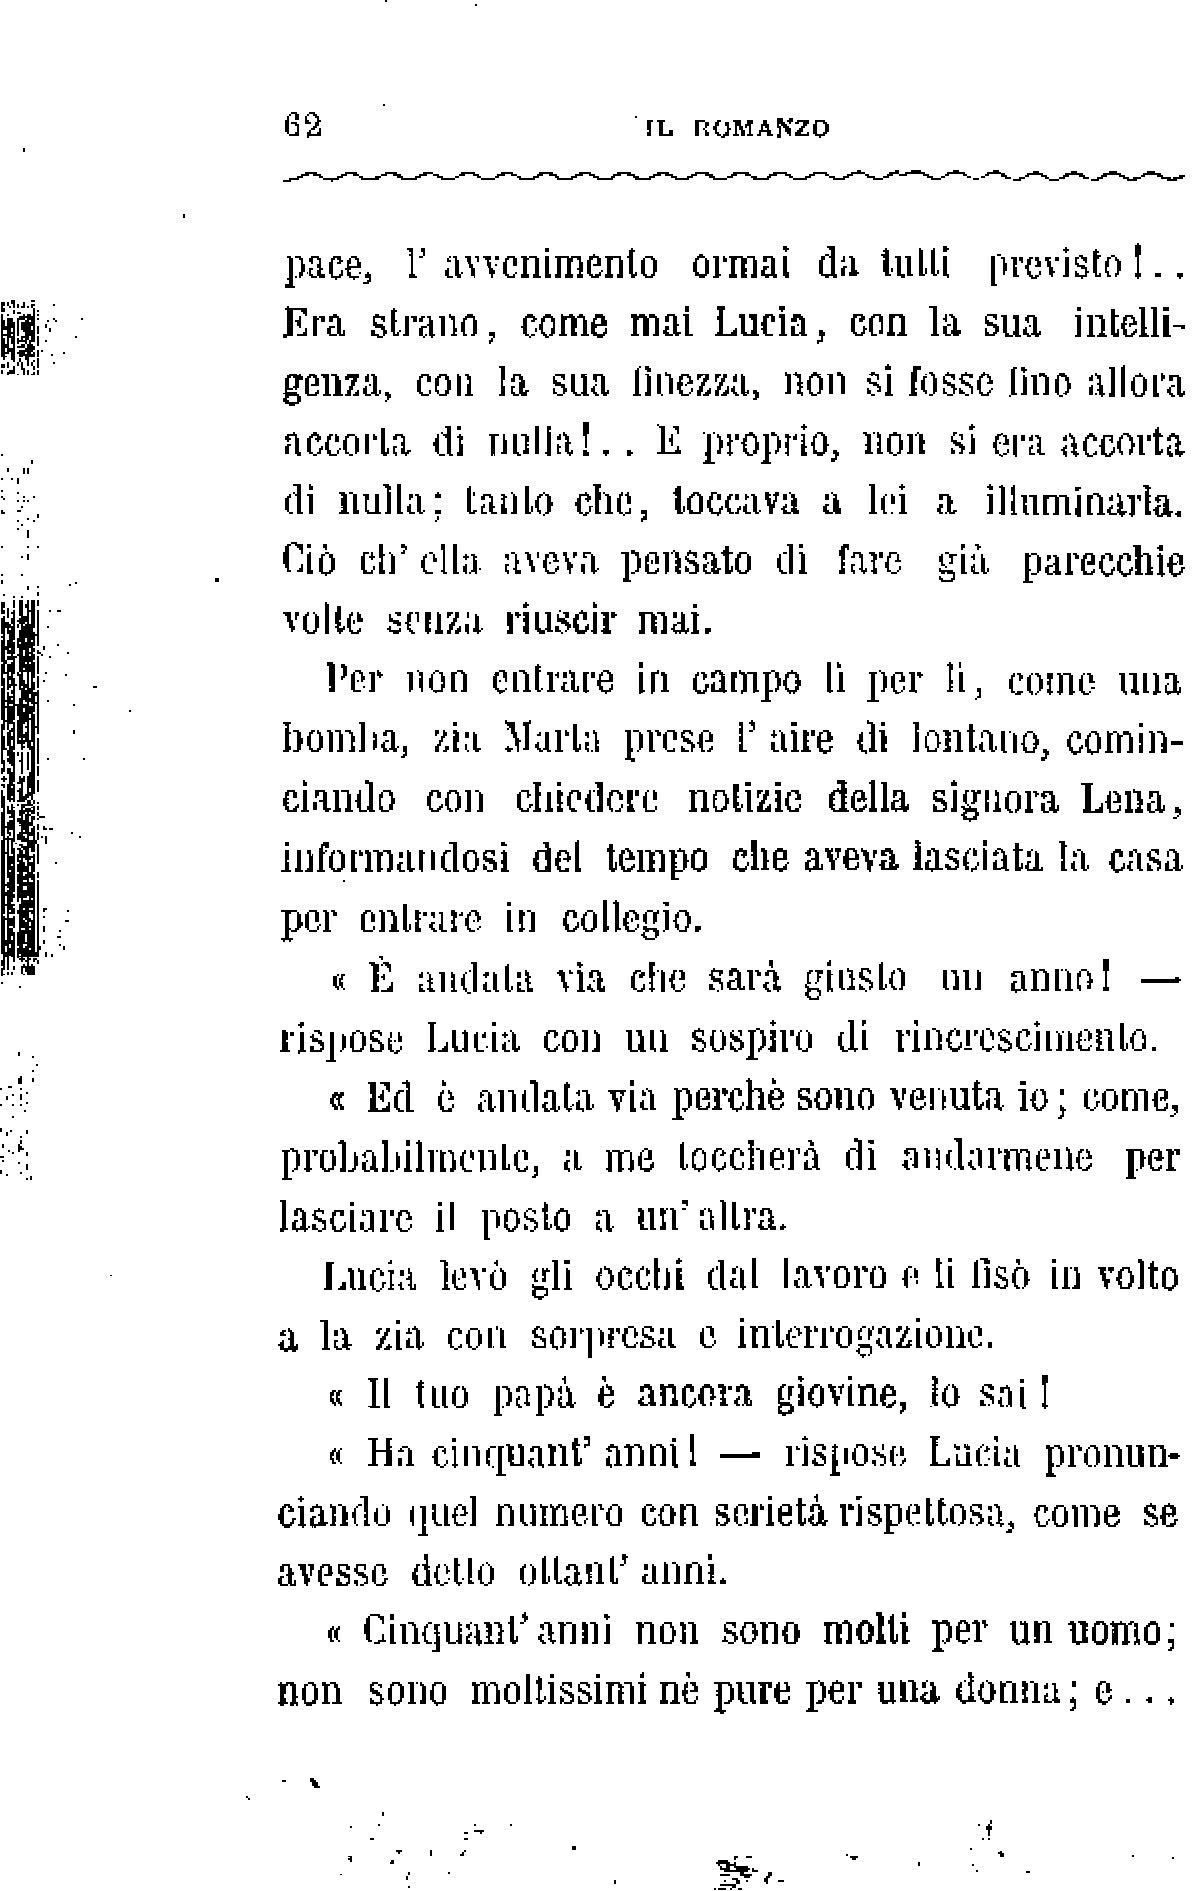 62 IL ROMANZO
pace, l' avvenimento ormai da tutti previsto!..
Era strano, come mai Lucia, con la sua intelli-
genza, con la sua finezza, non si fosse fino allora
accorta di nulla!.. E proprio, non si era accorta
di nulla; tanto che, toccava a lei a illuminarla.
Ciò ch' ella aveva pensato di fare già parecchie
volte senza riuscir mai.
Per non entrare in campo lì per lì, come una
bomba, zia Marta prese l' aire di lontano, comin-
ciando con chiedere notizie della signora Lena,
informandosi del tempo che aveva lasciata la casa
per entrare in collegio.
« È andata via che sarà giusto un anno! —
rispose Lucia con un sospiro di rincrescimento.
« Ed è andata via perchè sono venuta io; come,
probabilmente, a me toccherà di andarmene per
lasciare il posto a un' altra.
Lucia levò gli occhi dal lavoro e li fisò in volto
a la zia con sorpresa e interrogazione.
« Il tuo papà è ancora giovine, lo sai!
« Ha cinquant' anni! — rispose Lucia pronun-
ciando quel numero con serietà rispettosa, come se
avesse detto ottant' anni.
« Cinquant' anni non sono molti per un uomo;
non sono moltissimi nè pure per una donna; e...